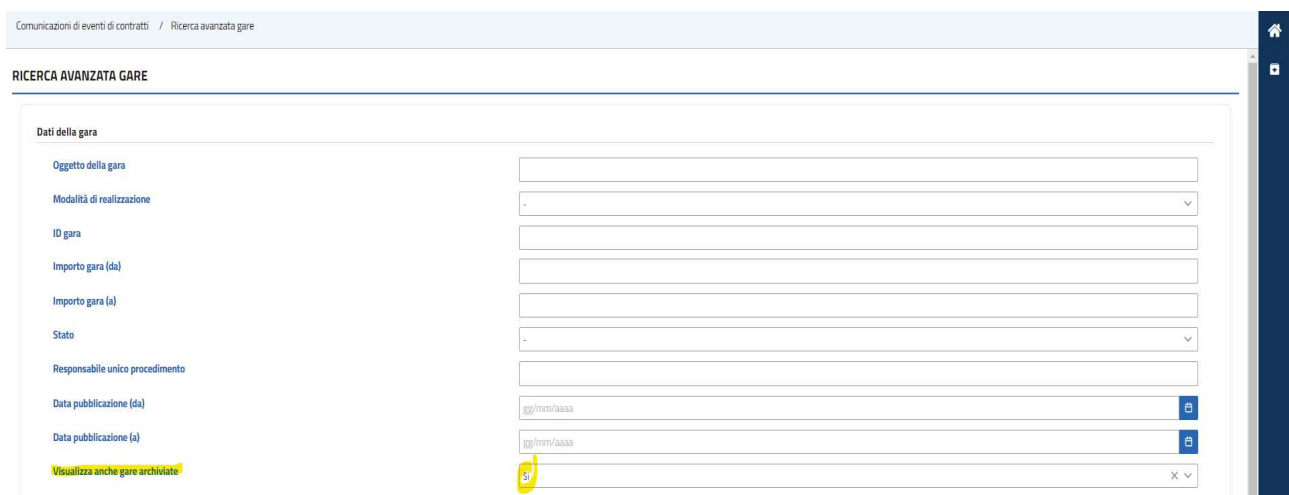 Comunicazioni di eventi di contratti / Ricerca avanzata gare
RICERCA AVANZATA GARE
Dati della gara
Oggetto della gara
Modalità di realizzazione
-
ID gara
Importo gara (da)
Importo gara (a)
Stato
-
Responsabile unico procedimento
Data pubblicazione (da)
gg/mm/aaaa
Data pubblicazione (a)
gg/mm/aaaa
Visualizza anche gare archiviate
Si